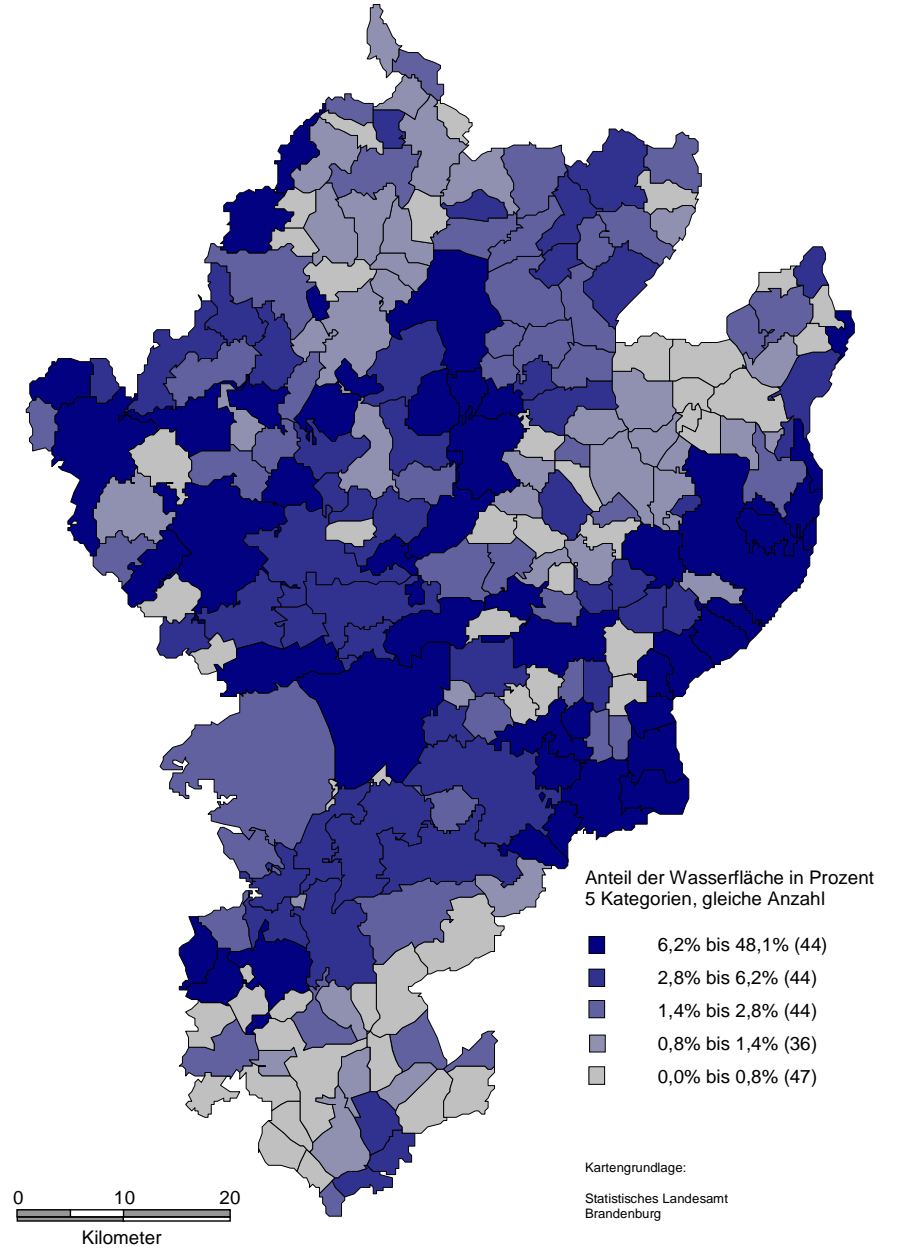 Anteil der Wasserfläche in Prozent
5 Kategorien, gleiche Anzahl
6,2% bis 48,1% (44)
2,8% bis 6,2% (44)
1,4% bis 2,8% (44)
0,8% bis 1,4% (36)
0,0% bis 0,8% (47)
Kartengrundlage:
Statistisches Landesamt
Brandenburg
0 10 20
Kilometer